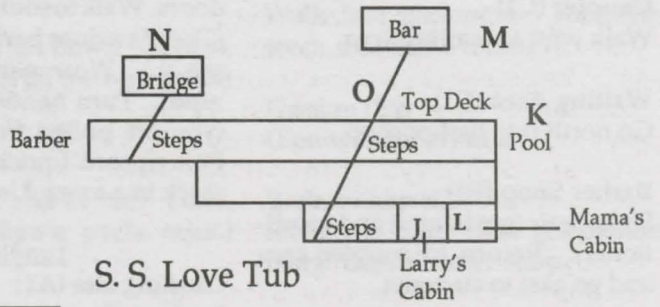 Bar
M
N
Bridge
O
Top Deck
K
Barber
Steps
Steps
Pool
Steps
L
Mama's
Cabin
Larry's
Cabin
S. S. Love Tub